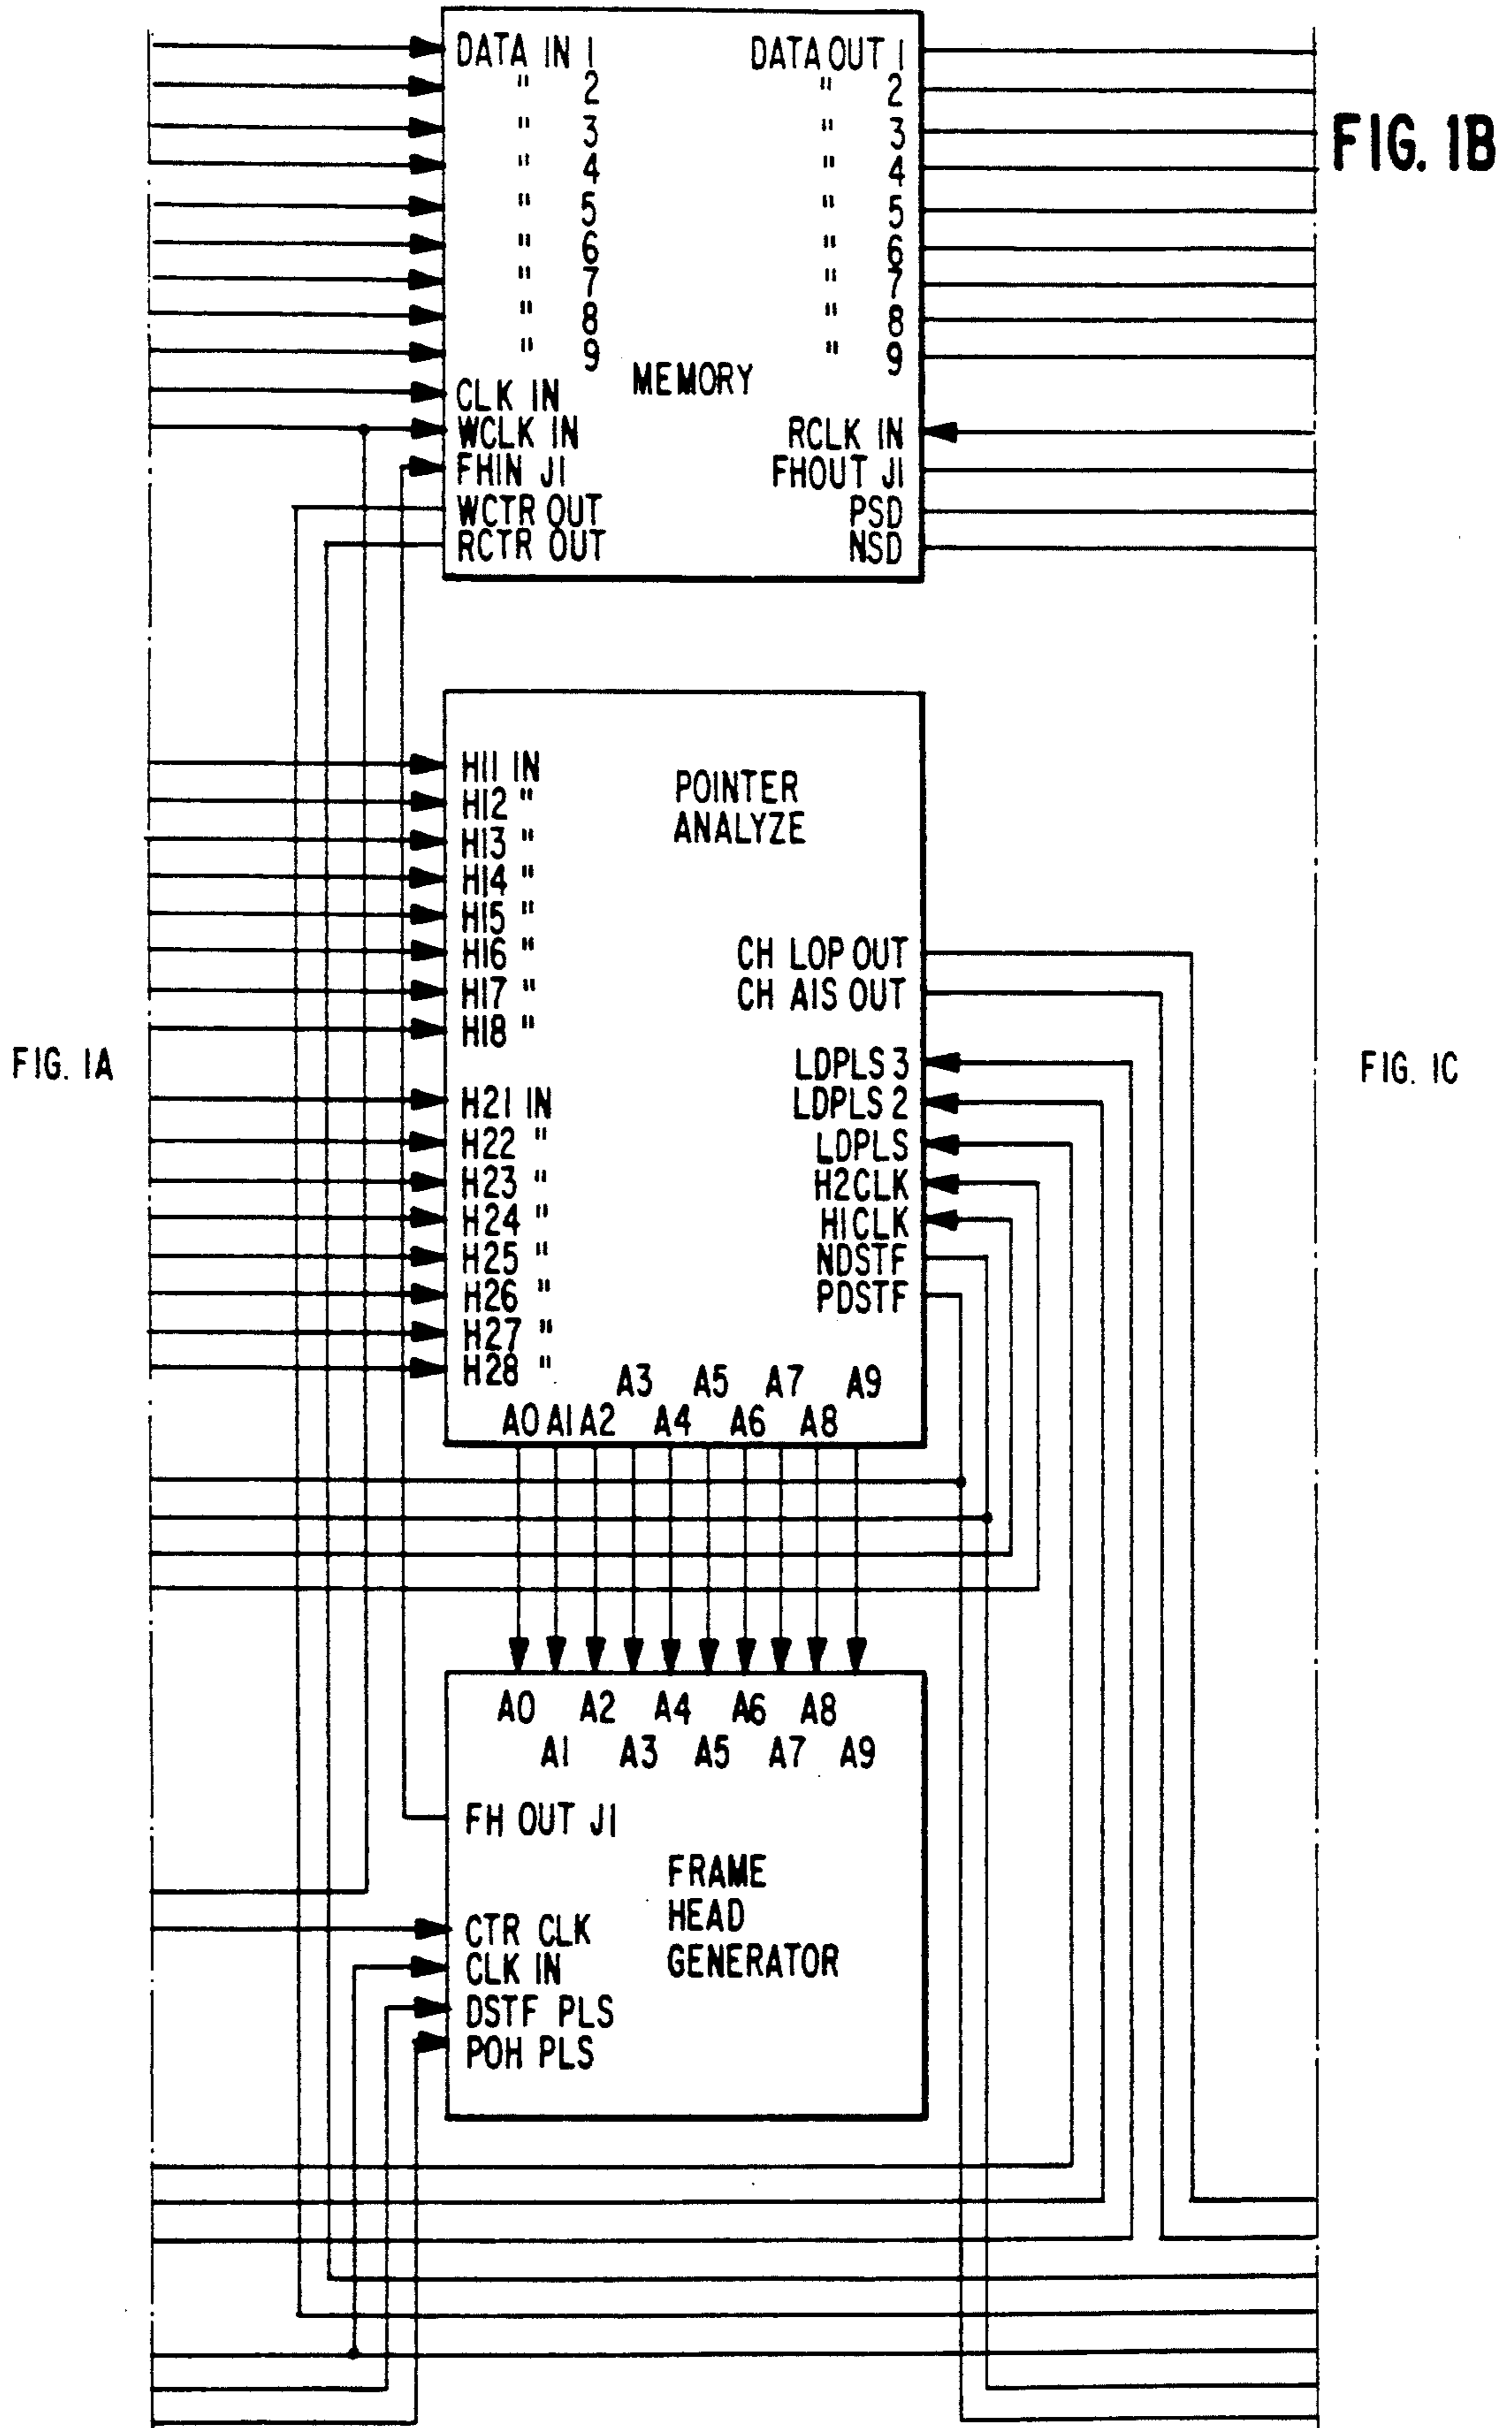 DATA IN 1 DATA OUT 1
" 2 " 2
" 3 " 3
" 4 " 4
" 5 " 5
" 6 " 6
" 7 " 7
" 8 " 8
" 9 " 9
FIG. 1B
MEMORY
CLK IN
WCLK IN RCLK IN
FHIN J1 FHOUT J1
WCTR OUT PSD
RCTR OUT NSD
POINTER
ANALYZE
H11 IN
H12 "
H13 "
H14 "
H15 "
H16 " CH LOP OUT
H17 " CH AIS OUT
H18 "
FIG. 1A
LDPLS 3
FIG. 1C
H21 IN LDPLS 2
H22 " LDPLS
H23 " H2CLK
H24 " H1CLK
H25 " NDSTF
H26 " PDSTF
H27 "
H28 "
A3 A5 A7 A9
A0 A1 A2 A4 A6 A8
A0 A2 A4 A6 A8
A1 A3 A5 A7 A9
FH OUT J1
FRAME
HEAD
GENERATOR
CTR CLK
CLK IN
DSTF PLS
POH PLS